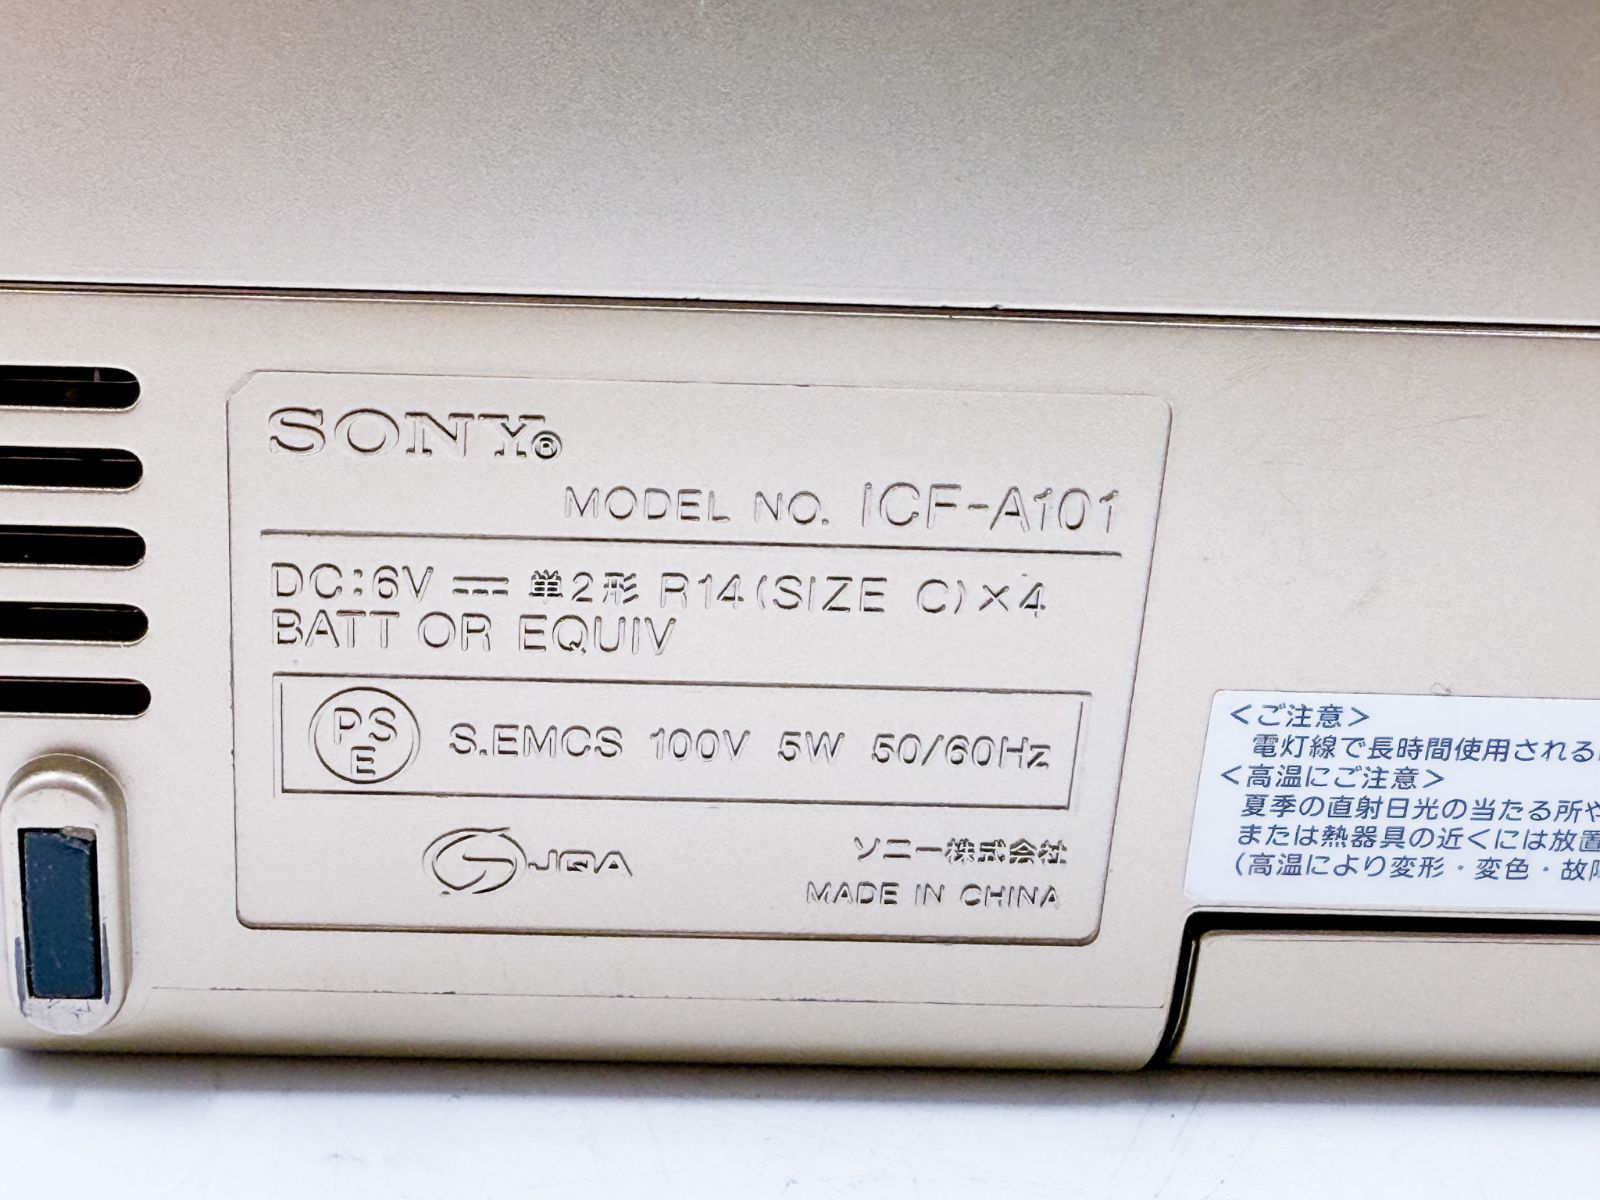 SONY®
MODEL NO. ICF-A101
DC:6V ⎓ 単2形 R14(SIZE C)×4
BATT OR EQUIV
PSE S.EMCS 100V 5W 50/60Hz
JQA
ソニー株式会社
MADE IN CHINA
<ご注意>
電灯線で長時間使用される
<高温にご注意>
夏季の直射日光の当たる所や
または熱器具の近くには放置
(高温により変形・変色・故障